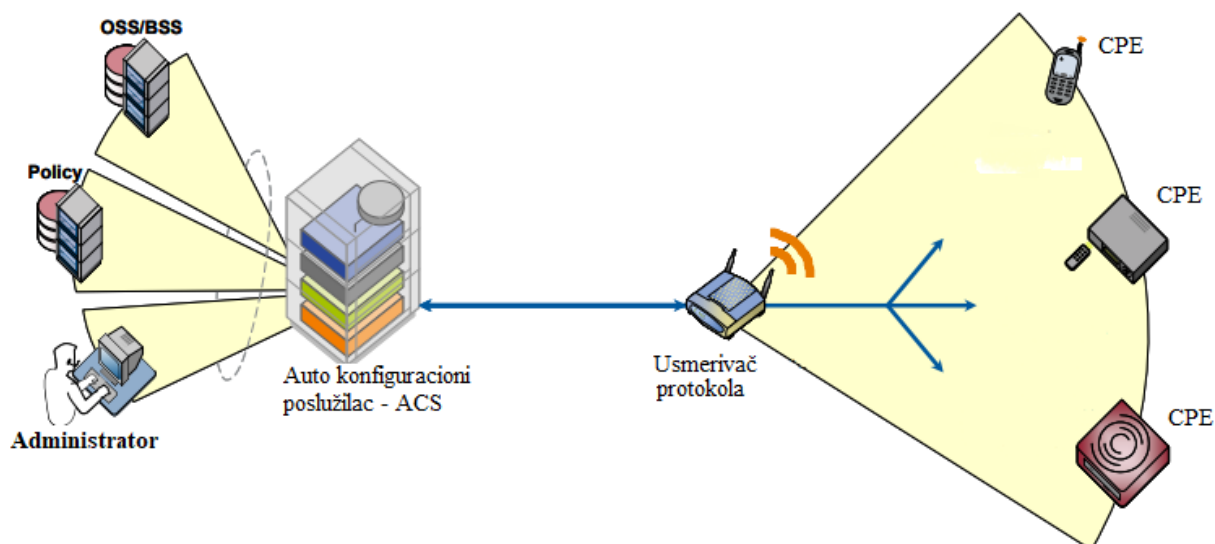 OSS/BSS
Policy
Administrator
Auto konfiguracioni
poslužilac - ACS
Usmerivač
protokola
CPE
CPE
CPE